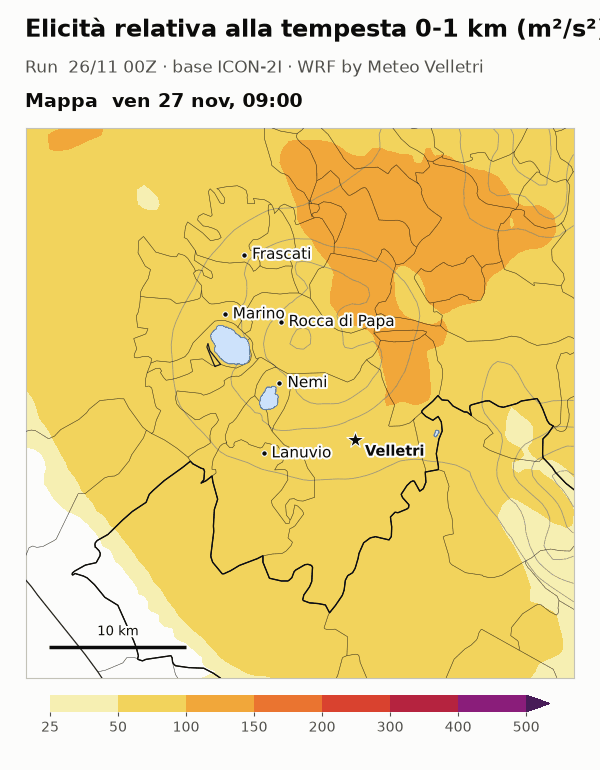 Elicità relativa alla tempesta 0-1 km (m²/s²)
Run  26/11 00Z · base ICON-2I · WRF by Meteo Velletri
Mappa  ven 27 nov, 09:00
Frascati
Marino
Rocca di Papa
Nemi
Velletri
Lanuvio
10 km
25 50 100 150 200 300 400 500